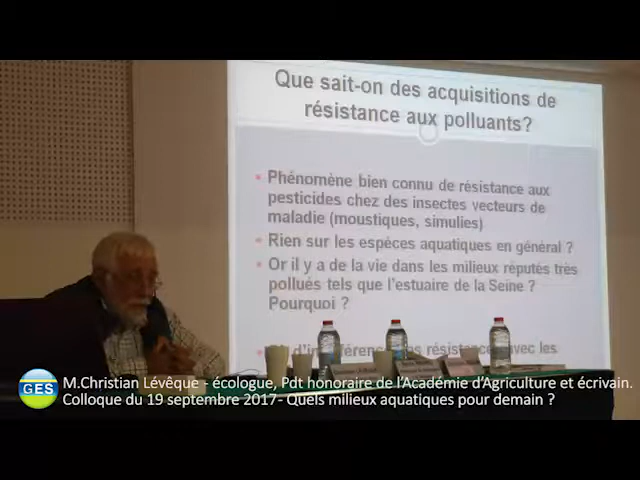 Que sait-on des acquisitions de
résistance aux polluants?
Phénomène bien connu de résistance aux
pesticides chez des insectes vecteurs de
maladie (moustiques, simulies)
Rien sur les espèces aquatiques en général ?
Or il y a de la vie dans les milieux réputés très
pollués tels que l'estuaire de la Seine ?
Pourquoi ?
avec les
GES
M.Christian Lévêque - écologue, Pdt honoraire de l'Académie d'Agriculture et écrivain.
Colloque du 19 septembre 2017- Quels milieux aquatiques pour demain ?